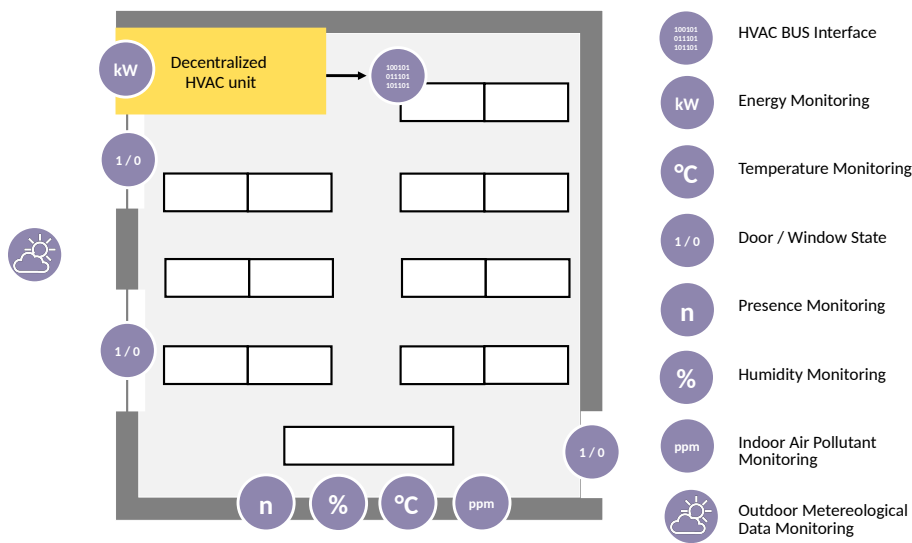 kW
Decentralized
HVAC unit
100101
011101
101101
1 / 0
1 / 0
1 / 0
n
%
°C
ppm
100101
011101
101101
HVAC BUS Interface
kW
Energy Monitoring
°C
Temperature Monitoring
1 / 0
Door / Window State
n
Presence Monitoring
%
Humidity Monitoring
ppm
Indoor Air Pollutant
Monitoring
Outdoor Metereological
Data Monitoring